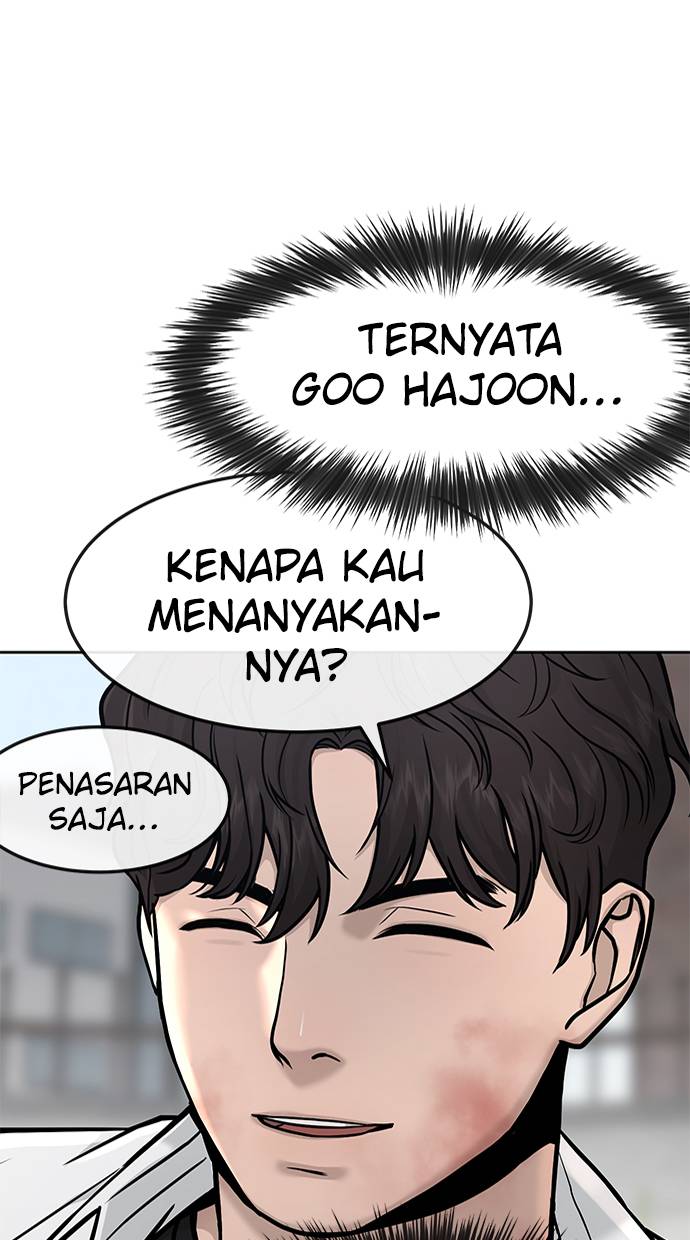 TERNYATA
GOO HAJOON...
KENAPA KAU
MENANYAKAN-
NYA?
PENASARAN
SAJA...